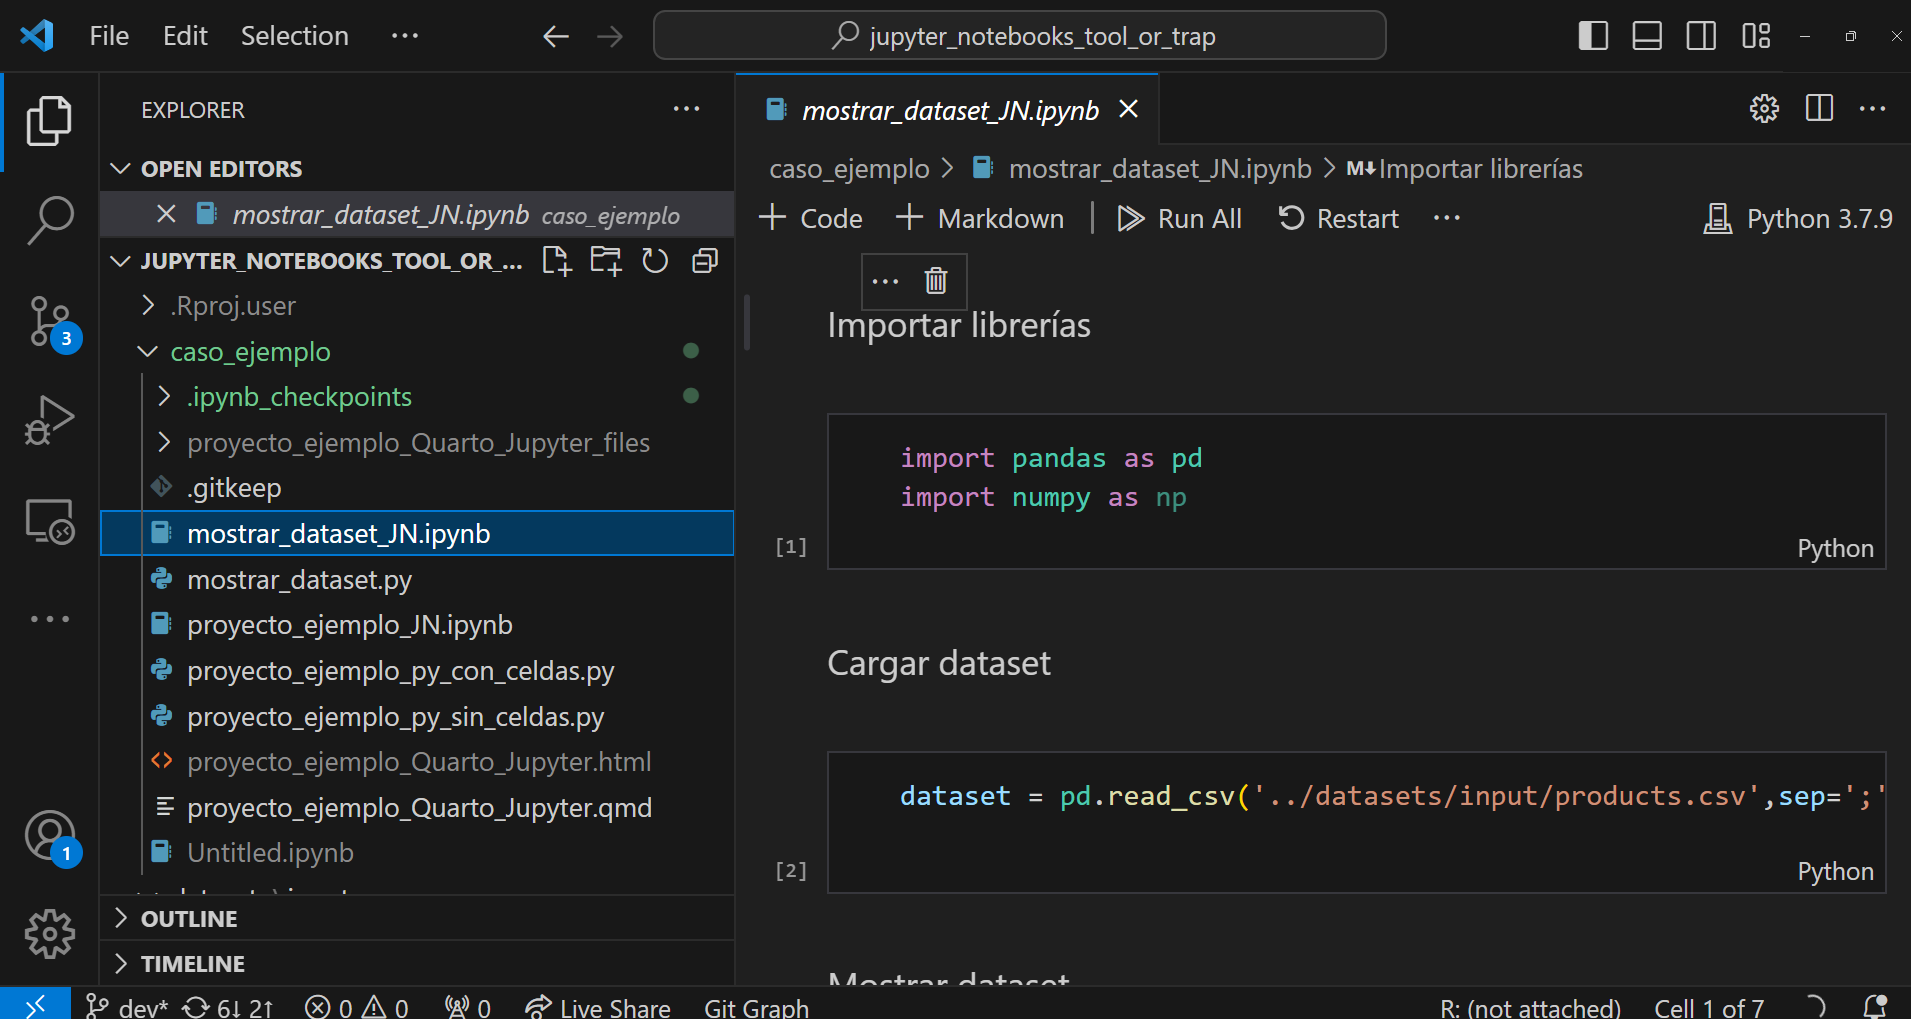 File Edit Selection ··· jupyter_notebooks_tool_or_trap
EXPLORER
OPEN EDITORS
mostrar_dataset_JN.ipynb caso_ejemplo
JUPYTER_NOTEBOOKS_TOOL_OR_...
.Rproj.user
caso_ejemplo
.ipynb_checkpoints
proyecto_ejemplo_Quarto_Jupyter_files
.gitkeep
mostrar_dataset_JN.ipynb
mostrar_dataset.py
proyecto_ejemplo_JN.ipynb
proyecto_ejemplo_py_con_celdas.py
proyecto_ejemplo_py_sin_celdas.py
proyecto_ejemplo_Quarto_Jupyter.html
proyecto_ejemplo_Quarto_Jupyter.qmd
Untitled.ipynb
OUTLINE
TIMELINE
3
1
mostrar_dataset_JN.ipynb
caso_ejemplo > mostrar_dataset_JN.ipynb > M↓Importar librerías
+ Code + Markdown | Run All Restart ··· Python 3.7.9
Importar librerías
import pandas as pd
import numpy as np
[1]
Python
Cargar dataset
dataset = pd.read_csv('../datasets/input/products.csv',sep=';'
[2]
Python
Mostrar dataset
dev* 6↓ 2↑ 0 0 0 Live Share Git Graph R: (not attached) Cell 1 of 7